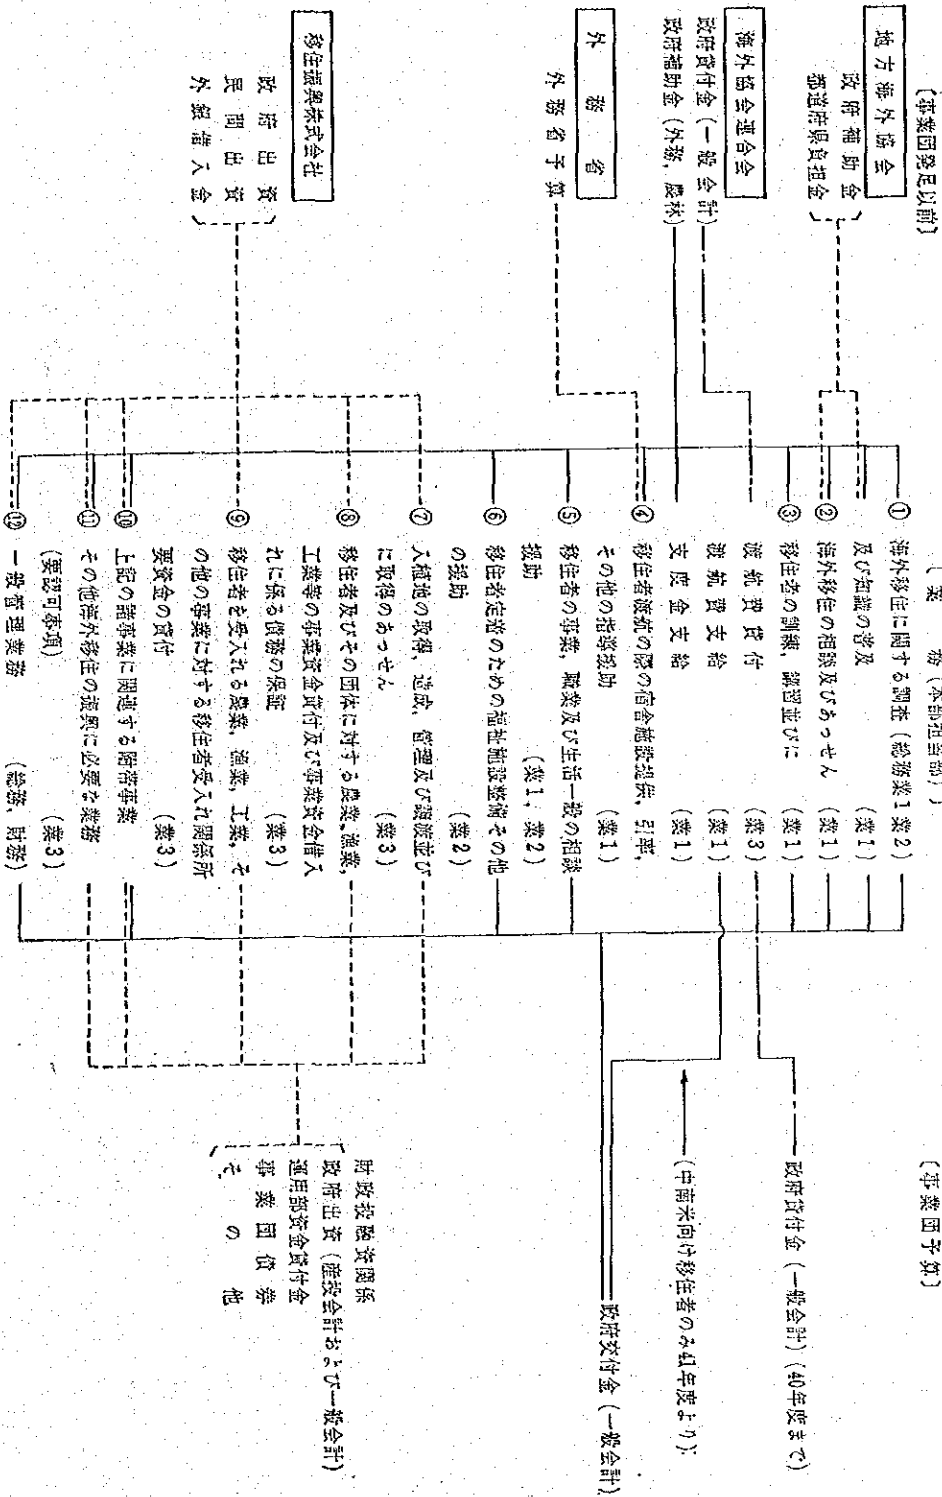 〔事業団発足以前〕
地方海外協会
政府補助金
都道府県負担金
海外協会連合会
政府貸付金(一般会計)
政府補助金(外務,農林)
外務省
外務省予算
移住振興株式会社
政府出資
民間出資
外銀借入金
〔業務(本部担当部)〕
① 海外移住に関する調査(総務業1業2)
及び知識の普及 (業1)
② 海外移住の相談及びあっせん (業1)
③ 移住者の訓練,講習並びに (業1)
渡航費貸付 (業3)
渡航費支給 (業1)
支度金支給 (業1)
④ 移住者渡航の際の宿舎施設提供,引率,
その他の指導援助 (業1)
⑤ 移住者の事業,職業及び生活一般の相談
援助 (業1,業2)
⑥ 移住者定着のための福祉施設整備その他
の援助 (業2)
⑦ 入植地の取得,造成,管理及び譲渡並び
に取得のあっせん (業3)
⑧ 移住者及びその団体に対する農業,漁業,
工業等の事業資金貸付及び事業資金借入
れに係る債務の保証 (業3)
⑨ 移住者を受入れる農業,漁業,工業,そ
の他の事業に対する移住者受入れ関係所
要資金の貸付 (業3)
⑩ 上記の諸事業に関連する附帯事業
⑪ その他海外移住の振興に必要な業務
(要認可事項) (業3)
⑫ 一般管理業務 (総務,財務)
〔事業団予算〕
政府貸付金(一般会計)(40年度まで)
(中南米向け移住者のみ41年度より)
政府交付金(一般会計)
財政投融資関係
政府出資(産投会計および一般会計)
運用部資金貸付金
事業団債券
その他